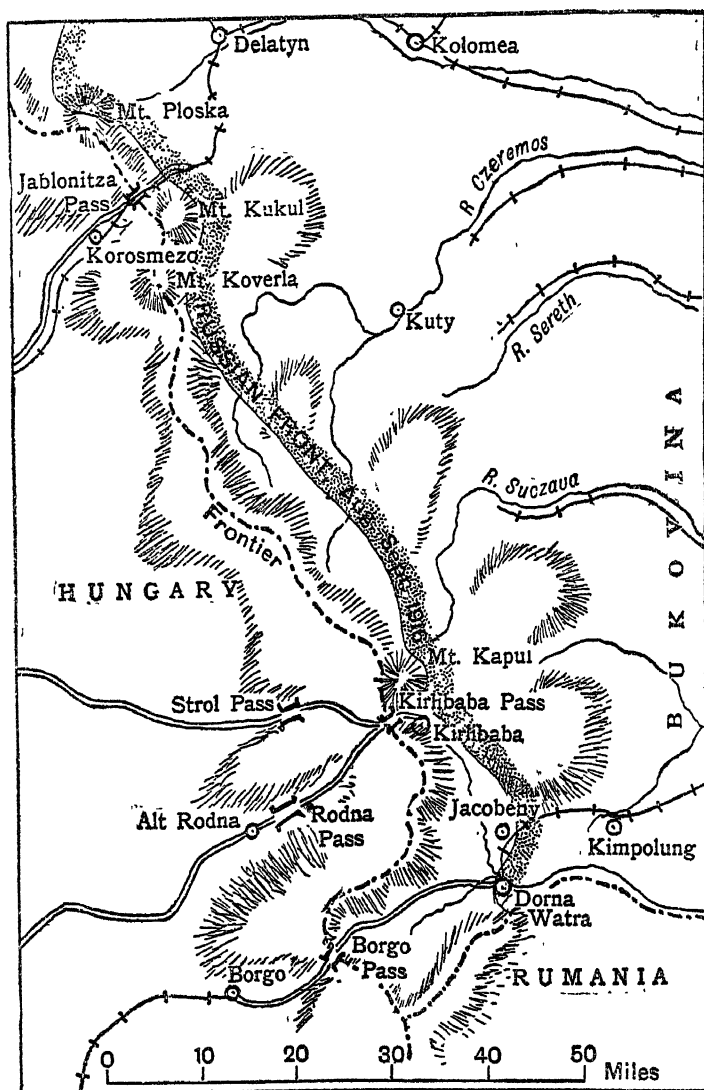 Delatyn
Kołomea
Mt. Ploska
R. Czeremos
Jablonitza
Pass
Mt. Kukul
Korosmezo
Mt. Koverla
Kuty
R. Sereth
RUSSIAN FRONT Aug. 1916
R. Suczava
BUKOVINA
Frontier
HUNGARY
Mt. Kapul
Strol Pass
Kirlibaba Pass
Kirlibaba
Alt Rodna
Rodna
Pass
Jacobeny
Kimpolung
Dorna
Watra
Borgo
Borgo
Pass
RUMANIA
0 10 20 30 40 50 Miles